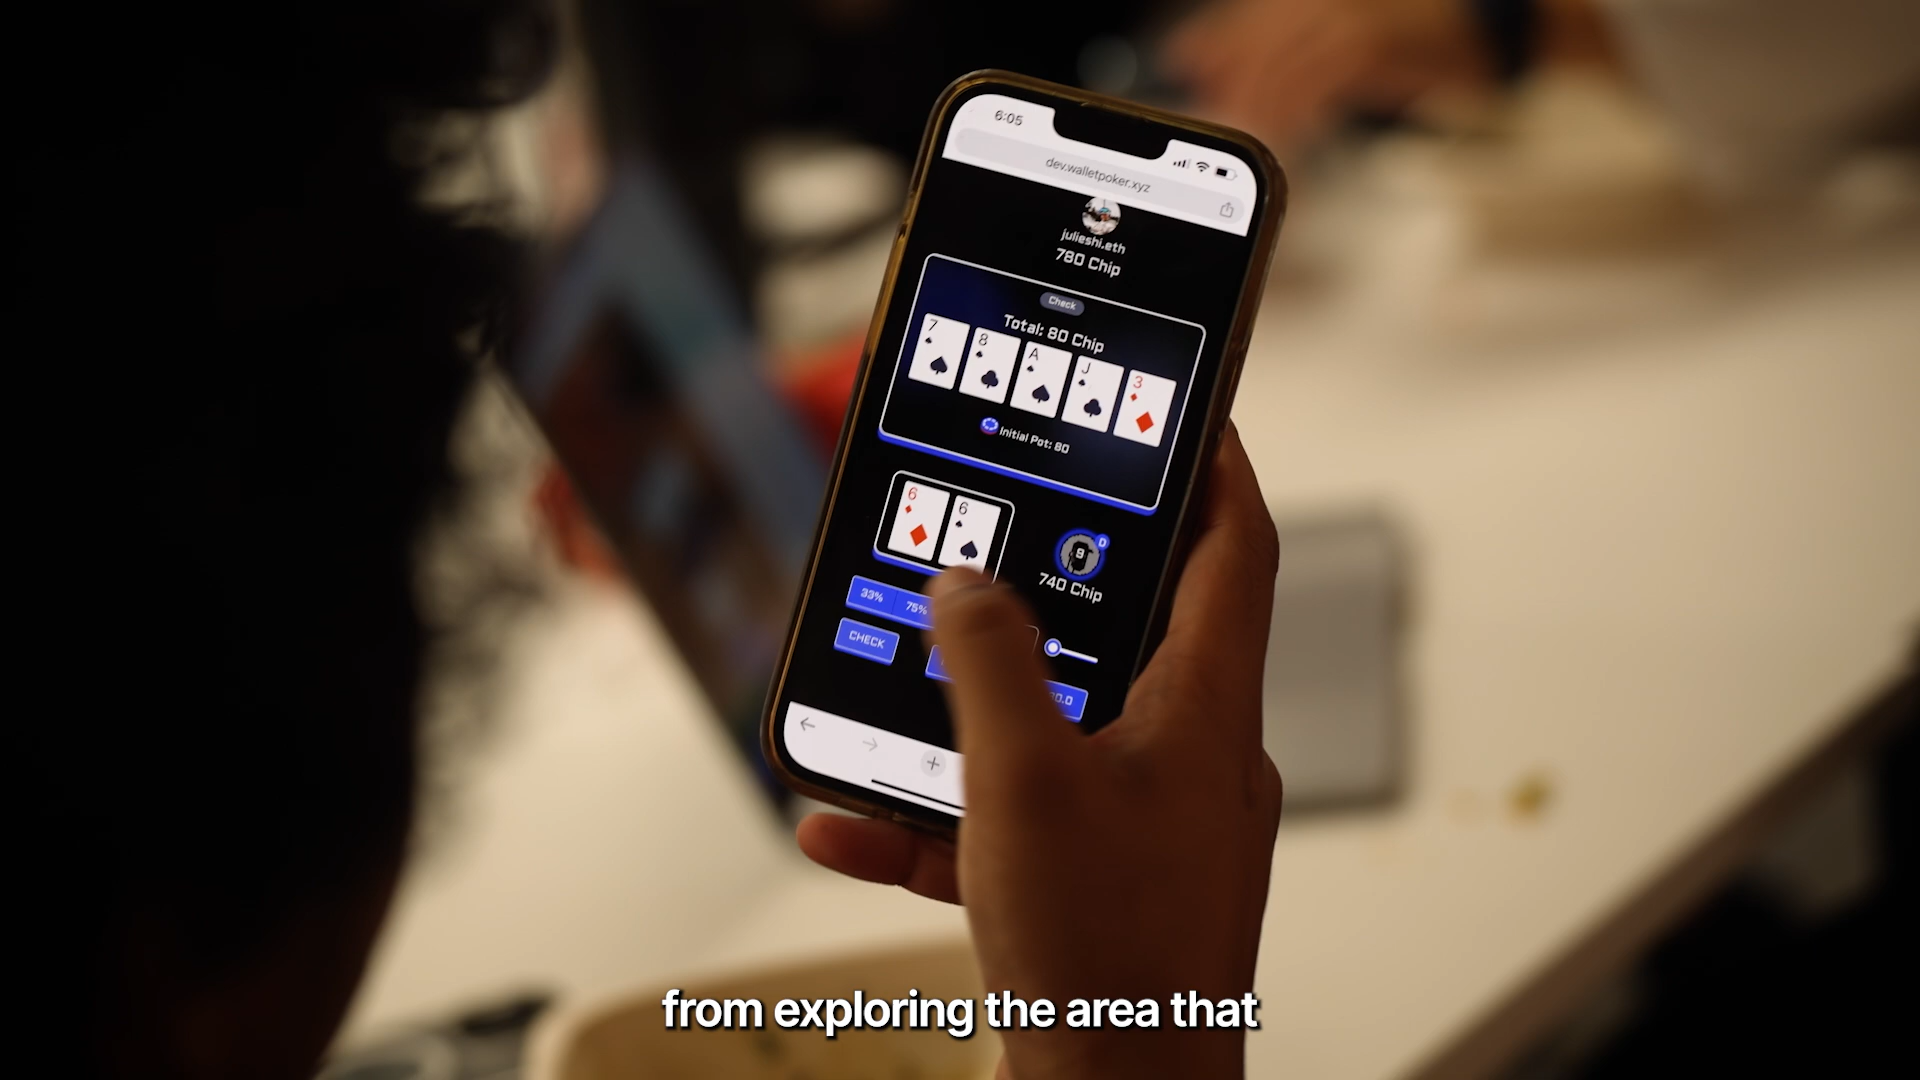 6:05
dev.walletpoker.xyz
julieshi.eth
780 Chip
Check
Total: 80 Chip
7
8
A
J
3
Initial Pot: 80
6
6
D
740 Chip
33% 75%
CHECK
from exploring the area that